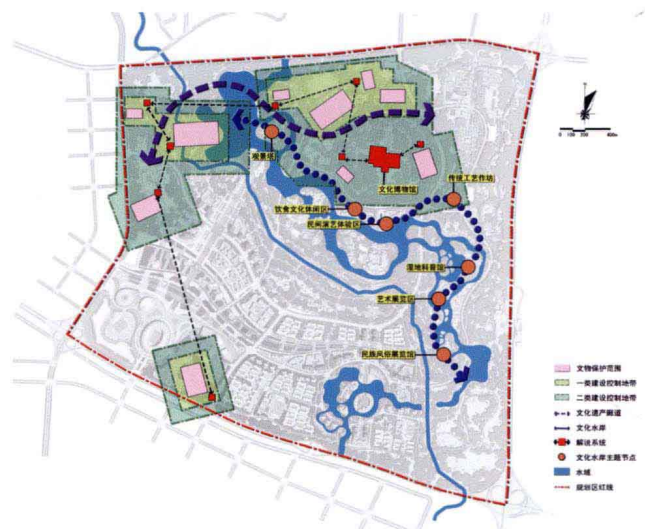 0 100 200 400m
观景塔
文化博物馆
传统工艺作坊
饮食文化休闲区
民间演艺体验区
湿地科普馆
艺术展览区
民族风俗展览馆
文物保护范围
一类建设控制地带
二类建设控制地带
文化遗产廊道
文化水岸
解说系统
文化水岸主题节点
水域
规划区红线